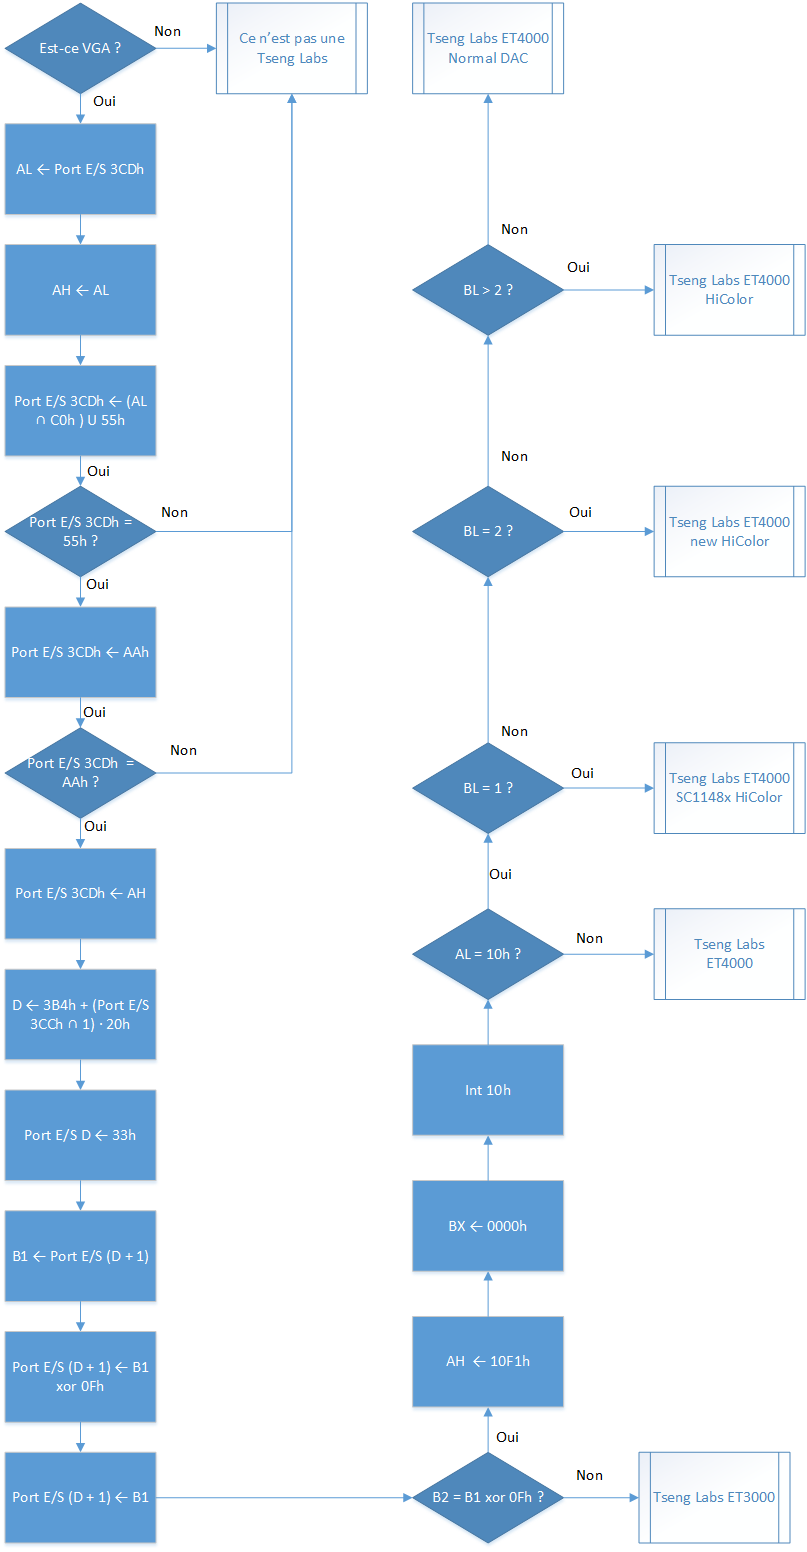 Est-ce VGA ?
Non
Ce n’est pas une
Tseng Labs
Oui
AL ← Port E/S 3CDh
AH ← AL
Port E/S 3CDh ← (AL
∩ C0h ) U 55h
Oui
Port E/S 3CDh =
55h ?
Non
Oui
Port E/S 3CDh ← AAh
Oui
Port E/S 3CDh =
AAh ?
Non
Oui
Port E/S 3CDh ← AH
D ← 3B4h + (Port E/S
3CCh ∩ 1) · 20h
Port E/S D ← 33h
B1 ← Port E/S (D + 1)
Port E/S (D + 1) ← B1
xor 0Fh
Port E/S (D + 1) ← B1
B2 = B1 xor 0Fh ?
Non
Tseng Labs ET3000
Oui
AH ← 10F1h
BX ← 0000h
Int 10h
AL = 10h ?
Non
Tseng Labs
ET4000
Oui
BL = 1 ?
Oui
Tseng Labs ET4000
SC1148x HiColor
Non
BL = 2 ?
Oui
Tseng Labs ET4000
new HiColor
Non
BL > 2 ?
Oui
Tseng Labs ET4000
HiColor
Non
Tseng Labs ET4000
Normal DAC